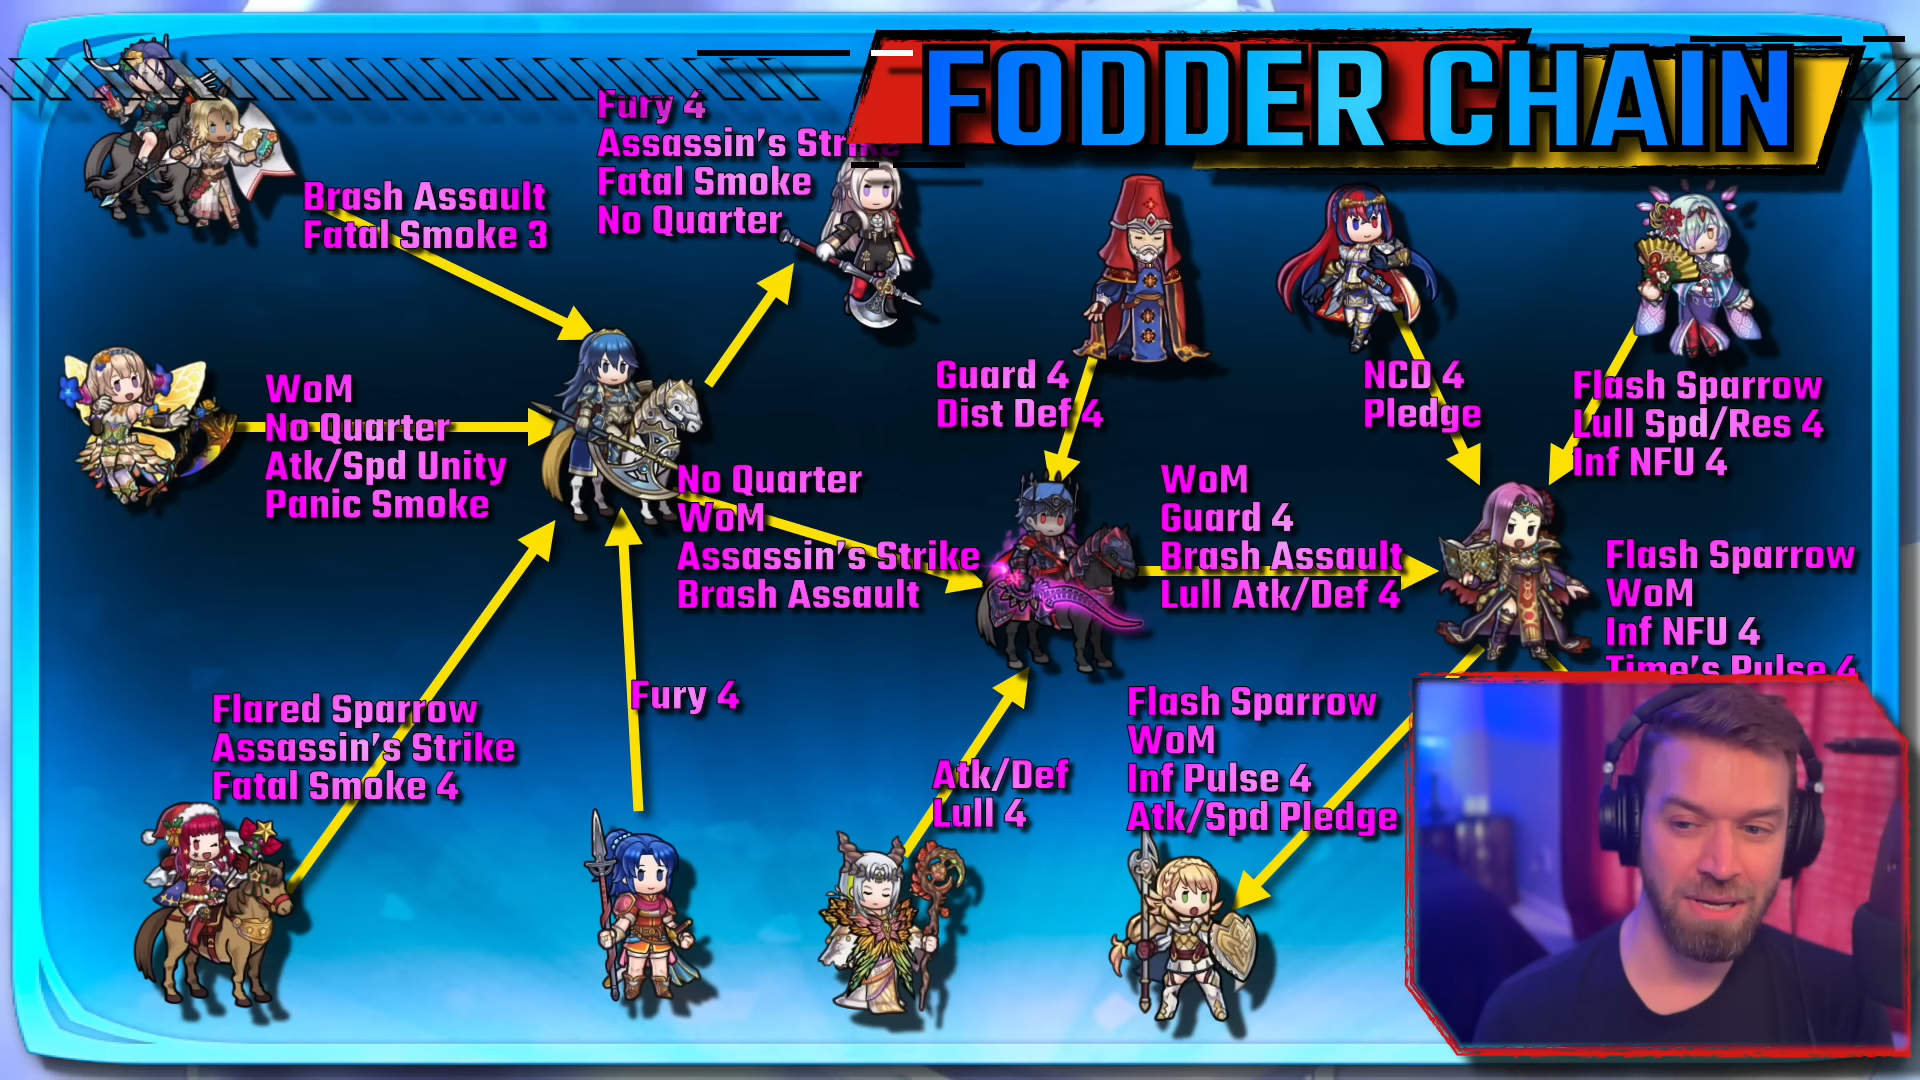 FODDER CHAIN
Fury 4
Assassin's Strike
Fatal Smoke
No Quarter
Brash Assault
Fatal Smoke 3
WoM
No Quarter
Atk/Spd Unity
Panic Smoke
Guard 4
Dist Def 4
NCD 4
Pledge
Flash Sparrow
Lull Spd/Res 4
Inf NFU 4
No Quarter
WoM
Assassin's Strike
Brash Assault
WoM
Guard 4
Brash Assault
Lull Atk/Def 4
Flash Sparrow
WoM
Inf NFU 4
Time's Pulse 4
Flared Sparrow
Assassin's Strike
Fatal Smoke 4
Fury 4
Atk/Def
Lull 4
Flash Sparrow
WoM
Inf Pulse 4
Atk/Spd Pledge